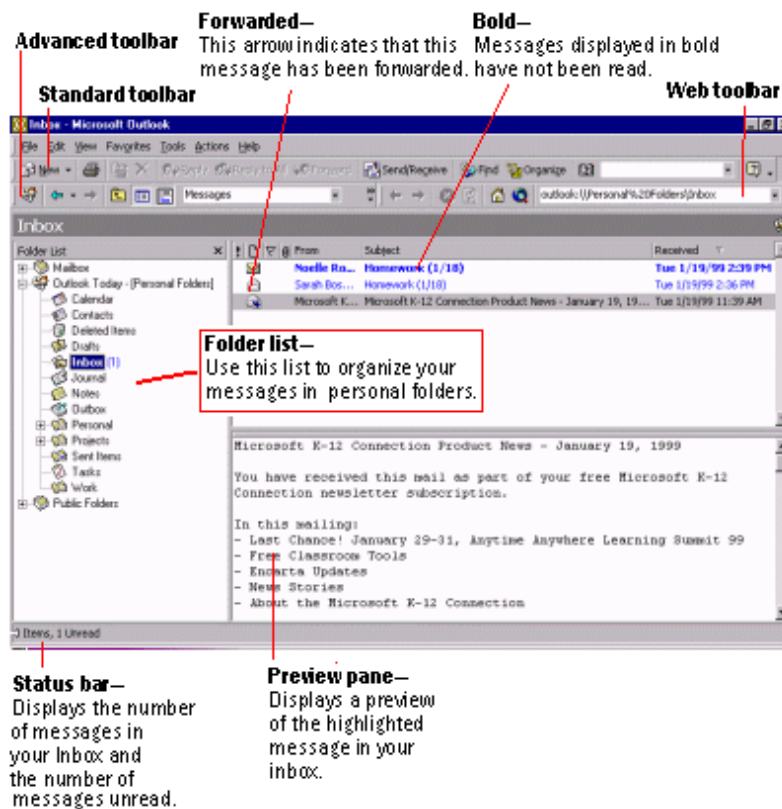 Forwarded—
This arrow indicates that this
message has been forwarded.
Bold—
Messages displayed in bold
have not been read.
Advanced toolbar
Standard toolbar
Web toolbar
Inbox - Microsoft Outlook
File Edit View Favorites Tools Actions Help
New Reply Forward Send/Receive Find Organize
Messages
outlook:\\Personal%20Folders\Inbox
Inbox
Folder List
From Subject Received
Mailbox
Noelle Ro... Homework (1/18) Tue 1/19/99 2:39 PM
Outlook Today - [Personal Folders]
Sarah Bos... Homework (1/18) Tue 1/19/99 2:36 PM
Calendar
Microsoft K... Microsoft K-12 Connection Product News - January 19, 19... Tue 1/19/99 11:39 AM
Contacts
Deleted Items
Drafts
Inbox (1)
Journal
Notes
Outbox
Personal
Projects
Sent Items
Tasks
Work
Public Folders
Folder list—
Use this list to organize your
messages in personal folders.
Microsoft K-12 Connection Product News - January 19, 1999
You have received this mail as part of your free Microsoft K-12
Connection newsletter subscription.
In this mailing:
- Last Chance! January 29-31, Anytime Anywhere Learning Summit 99
- Free Classroom Tools
- Encarta Updates
- News Stories
- About the Microsoft K-12 Connection
Items, 1 Unread
Status bar—
Displays the number
of messages in
your Inbox and
the number of
messages unread.
Preview pane—
Displays a preview
of the highlighted
message in your
inbox.